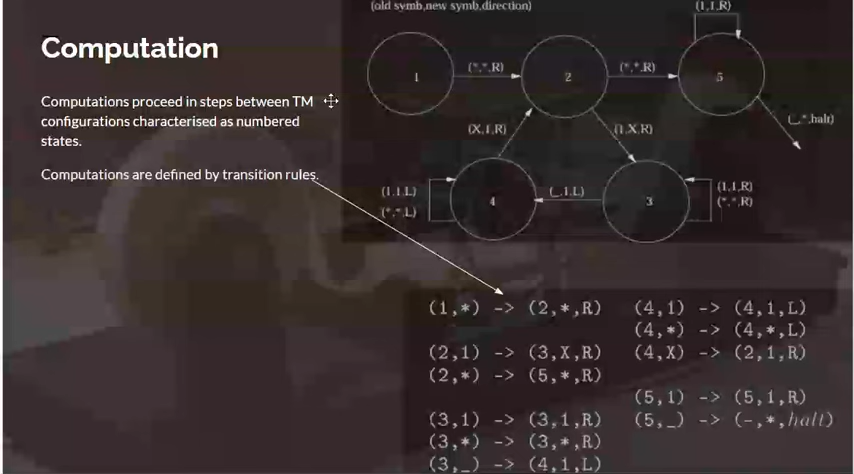 (old symb,new symb,direction)
(1,1,R)
Computation
1
(*,*,R)
2
(*,*,R)
5
Computations proceed in steps between TM
configurations characterised as numbered
states.
(_,*,halt)
(X,1,R)
(1,X,R)
Computations are defined by transition rules.
(1,1,L)
(*,*,L)
4
(_,1,L)
3
(1,1,R)
(*,*,R)
(1,*) -> (2,*,R)
(2,1) -> (3,X,R)
(2,*) -> (5,*,R)
(3,1) -> (3,1,R)
(3,*) -> (3,*,R)
(3,_) -> (4,1,L)
(4,1) -> (4,1,L)
(4,*) -> (4,*,L)
(4,X) -> (2,1,R)
(5,1) -> (5,1,R)
(5,_) -> (-,*,halt)